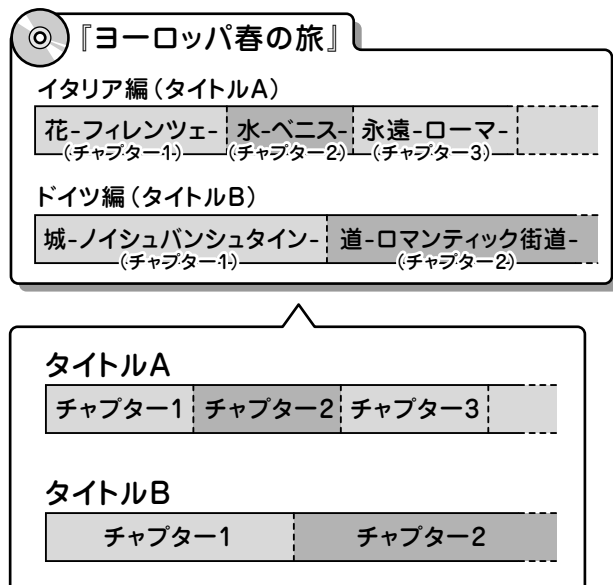 『ヨーロッパ春の旅』
イタリア編（タイトルA）
花-フィレンツェ- 水-ベニス- 永遠-ローマ-
（チャプター1） （チャプター2） （チャプター3）
ドイツ編（タイトルB）
城-ノイシュバンシュタイン- 道-ロマンティック街道-
（チャプター1） （チャプター2）
タイトルA
チャプター1 チャプター2 チャプター3
タイトルB
チャプター1 チャプター2